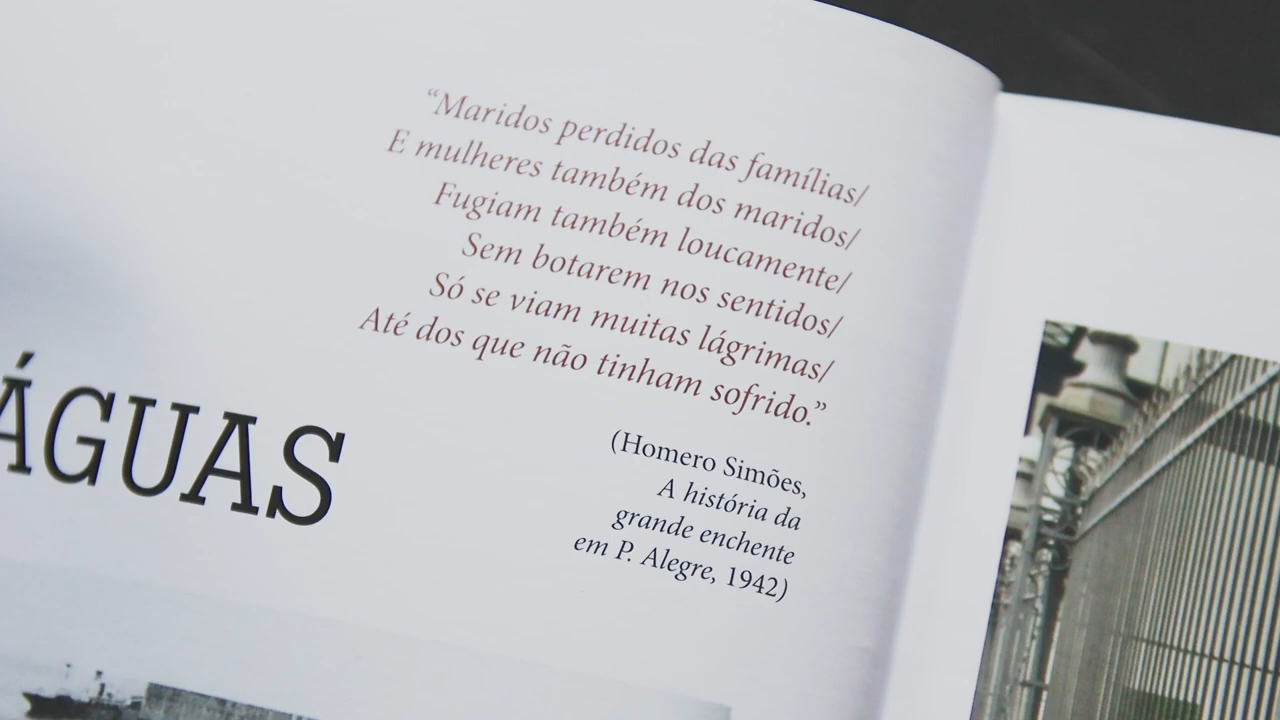 “Maridos perdidos das famílias/
E mulheres também dos maridos/
Fugiam também loucamente/
Sem botarem nos sentidos/
Só se viam muitas lágrimas/
Até dos que não tinham sofrido.”
(Homero Simões,
A história da
grande enchente
em P. Alegre, 1942)
ÁGUAS